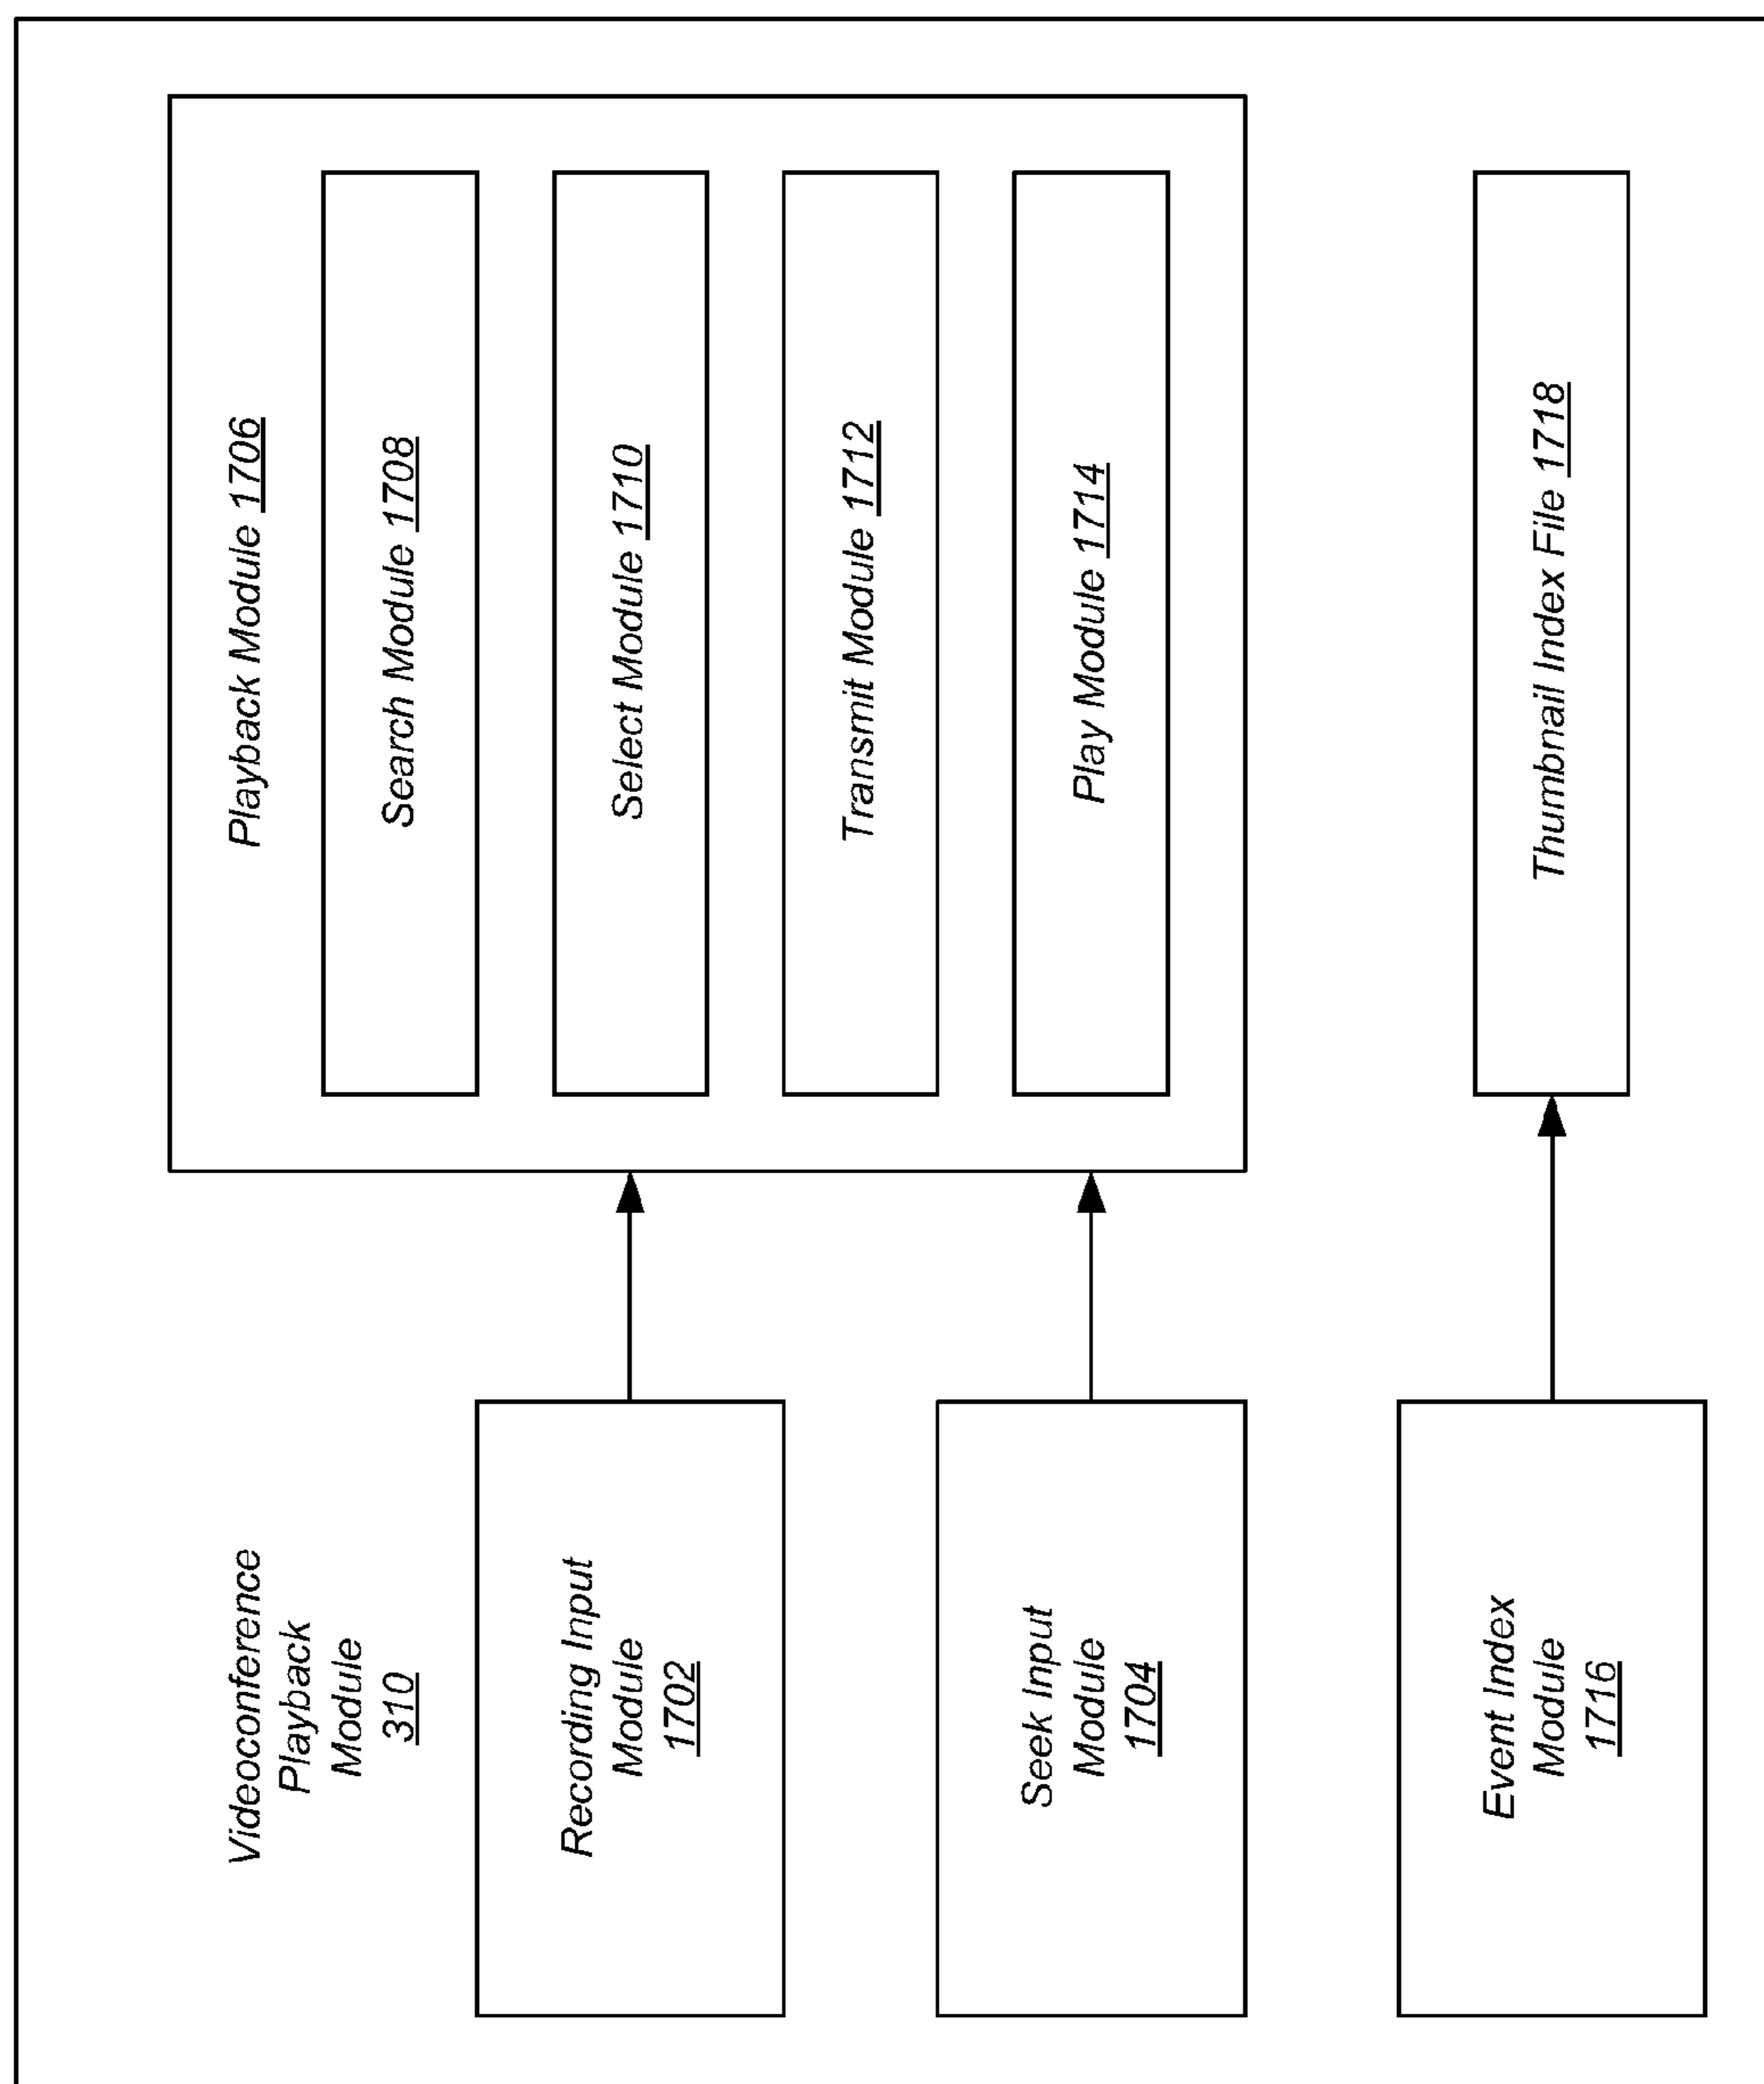 Videoconference
Playback
Module
310
Recording Input
Module
1702
Seek Input
Module
1704
Event Index
Module
1716
Playback Module 1706
Search Module 1708
Select Module 1710
Transmit Module 1712
Play Module 1714
Thumbnail Index File 1718